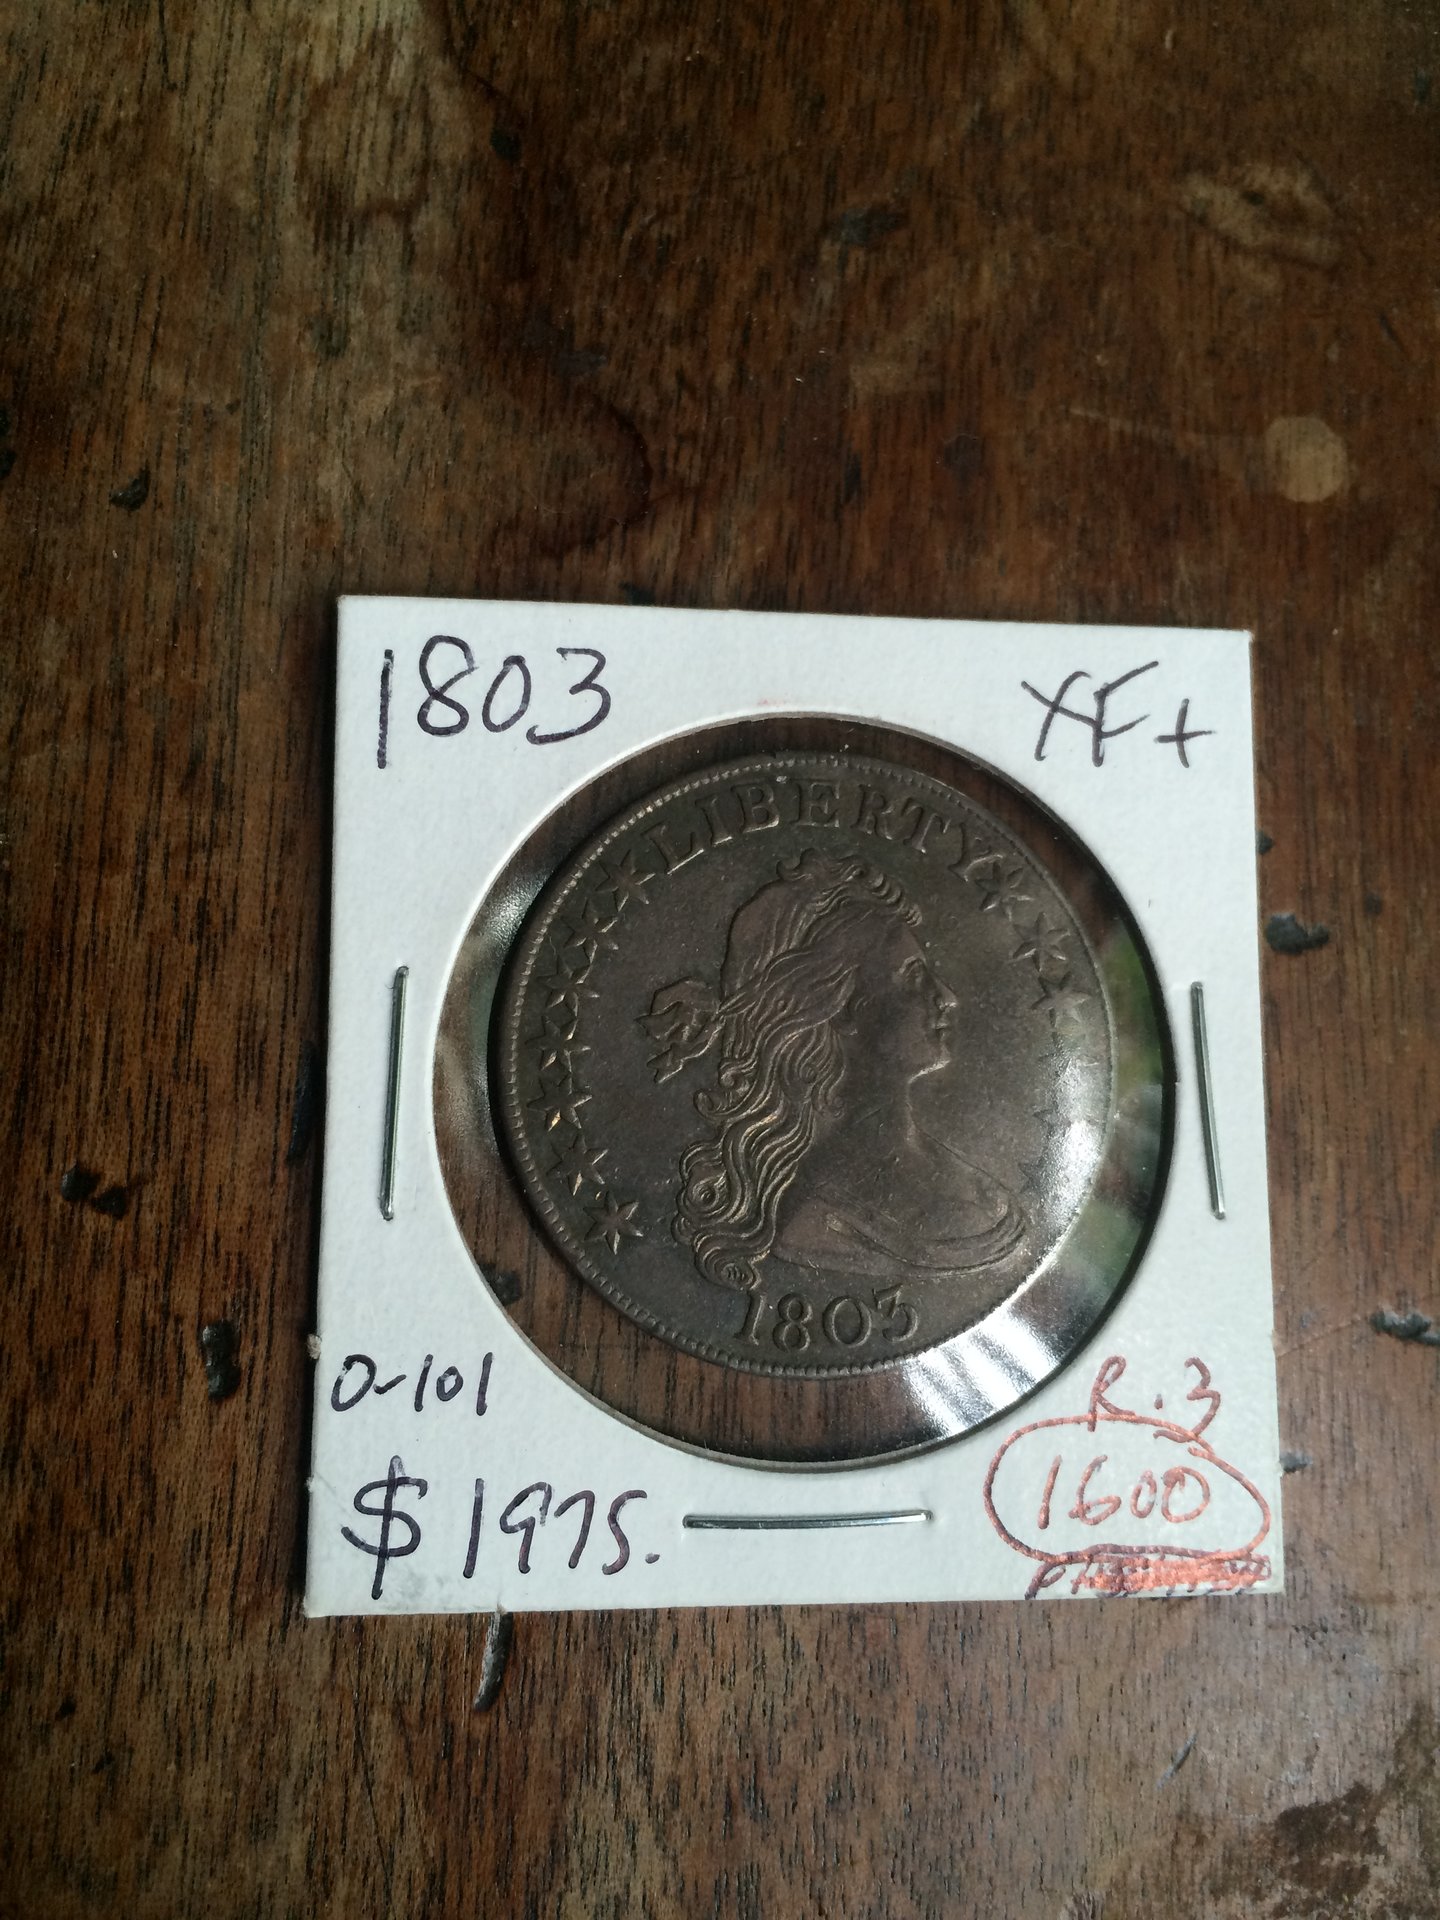 1803 XF+
LIBERTY
1803
O-101 R.3
$1975. 1600